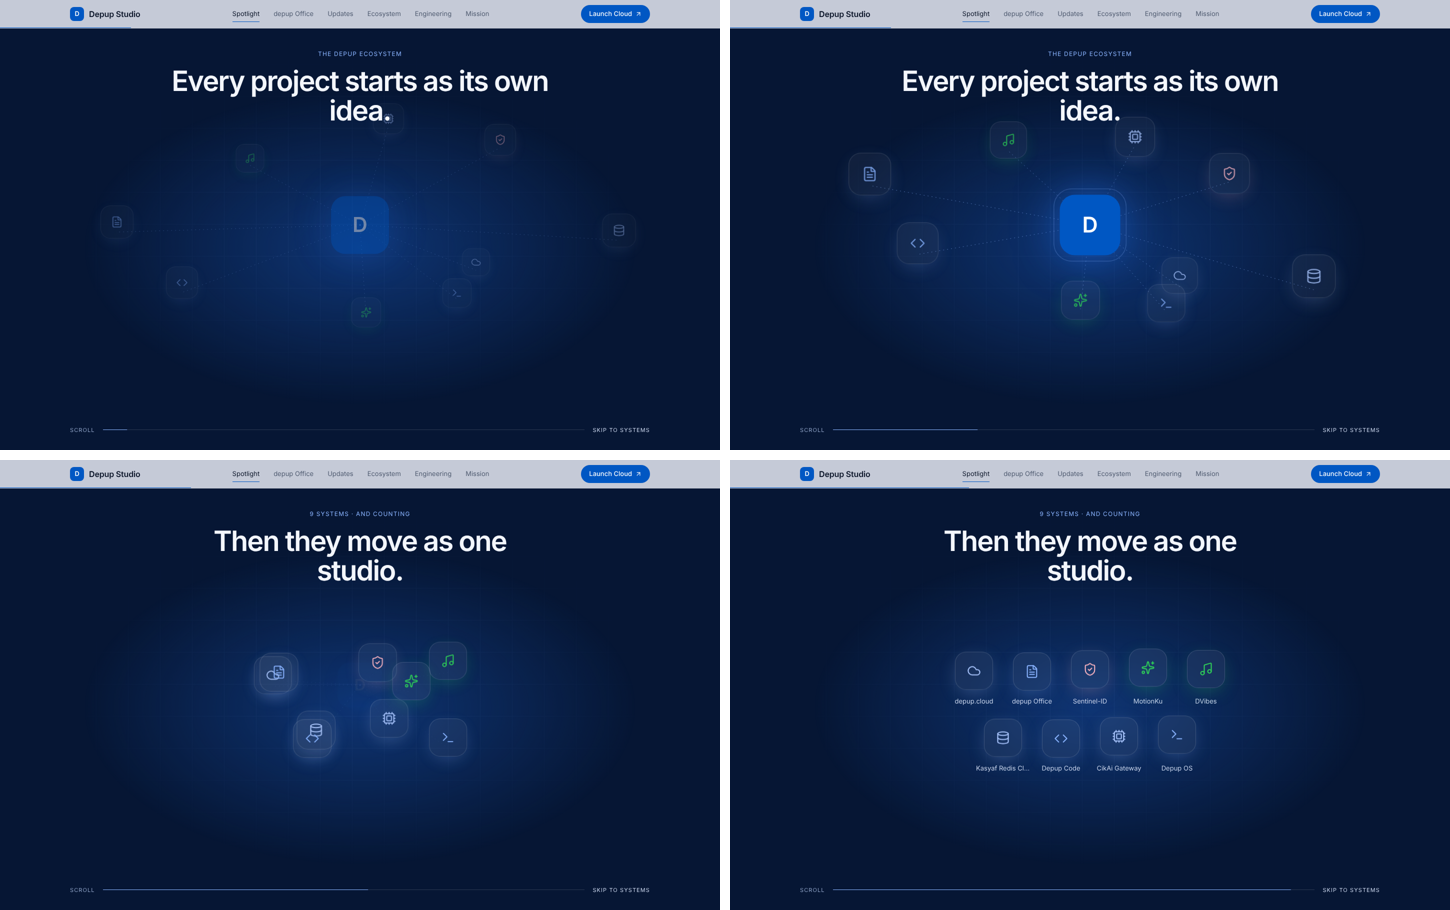 D Depup Studio Spotlight depup Office Updates Ecosystem Engineering Mission Launch Cloud
THE DEPUP ECOSYSTEM
Every project starts as its own
idea.
D
SCROLL SKIP TO SYSTEMS
D Depup Studio Spotlight depup Office Updates Ecosystem Engineering Mission Launch Cloud
THE DEPUP ECOSYSTEM
Every project starts as its own
idea.
D
SCROLL SKIP TO SYSTEMS
D Depup Studio Spotlight depup Office Updates Ecosystem Engineering Mission Launch Cloud
9 SYSTEMS · AND COUNTING
Then they move as one
studio.
SCROLL SKIP TO SYSTEMS
D Depup Studio Spotlight depup Office Updates Ecosystem Engineering Mission Launch Cloud
9 SYSTEMS · AND COUNTING
Then they move as one
studio.
depup.cloud depup Office Sentinel-ID MotionKu DVibes
Kasyaf Redis Cl... Depup Code CikAi Gateway Depup OS
SCROLL SKIP TO SYSTEMS